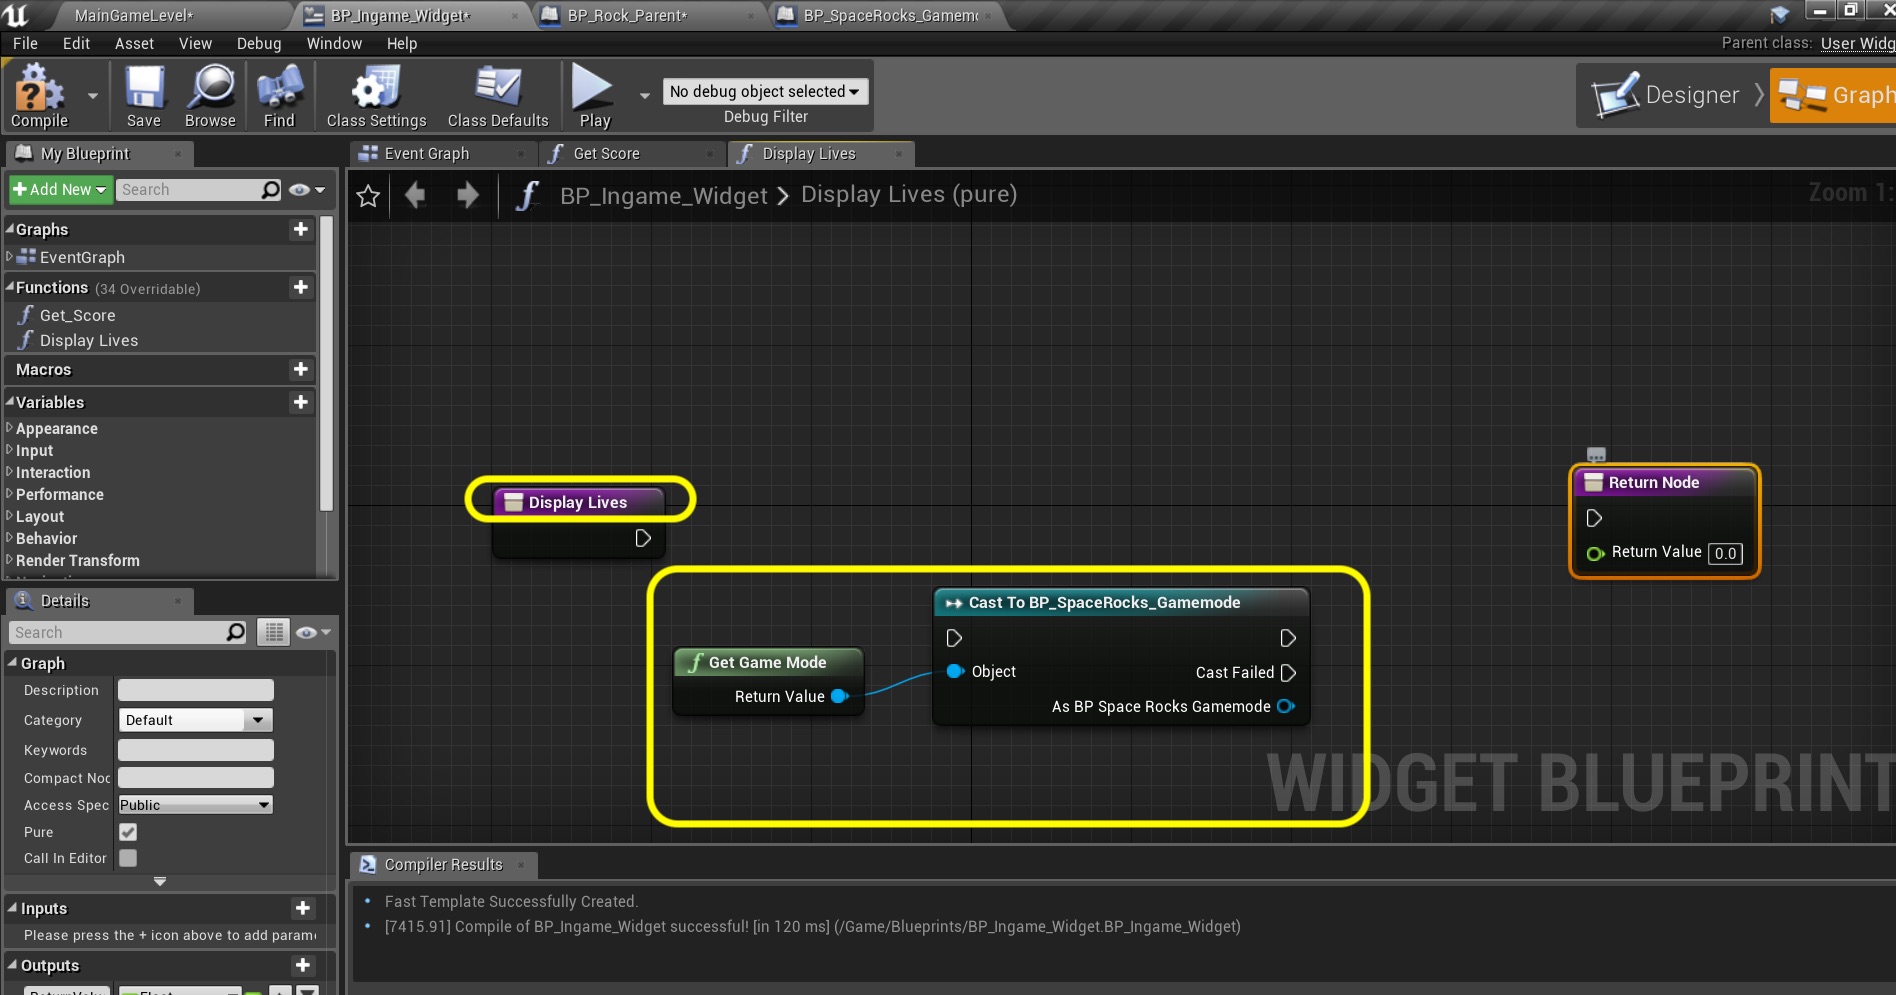 MainGameLevel*
BP_Ingame_Widget*
BP_Rock_Parent*
BP_SpaceRocks_Gamem
File Edit Asset View Debug Window Help
Parent class: User Widg
Compile
Save
Browse
Find
Class Settings
Class Defaults
Play
No debug object selected
Debug Filter
Designer
Graph
My Blueprint
Event Graph
Get Score
Display Lives
Add New
Search
BP_Ingame_Widget > Display Lives (pure)
Zoom 1:
Graphs
EventGraph
Functions (34 Overridable)
Get_Score
Display Lives
Macros
Variables
Appearance
Input
Interaction
Performance
Layout
Behavior
Render Transform
Display Lives
Return Node
Return Value 0.0
Cast To BP_SpaceRocks_Gamemode
Object
Cast Failed
As BP Space Rocks Gamemode
Get Game Mode
Return Value
WIDGET BLUEPRINT
Details
Search
Graph
Description
Category Default
Keywords
Compact Noc
Access Spec Public
Pure
Call In Editor
Inputs
Please press the + icon above to add param
Outputs
Compiler Results
Fast Template Successfully Created.
[7415.91] Compile of BP_Ingame_Widget successful! [in 120 ms] (/Game/Blueprints/BP_Ingame_Widget.BP_Ingame_Widget)